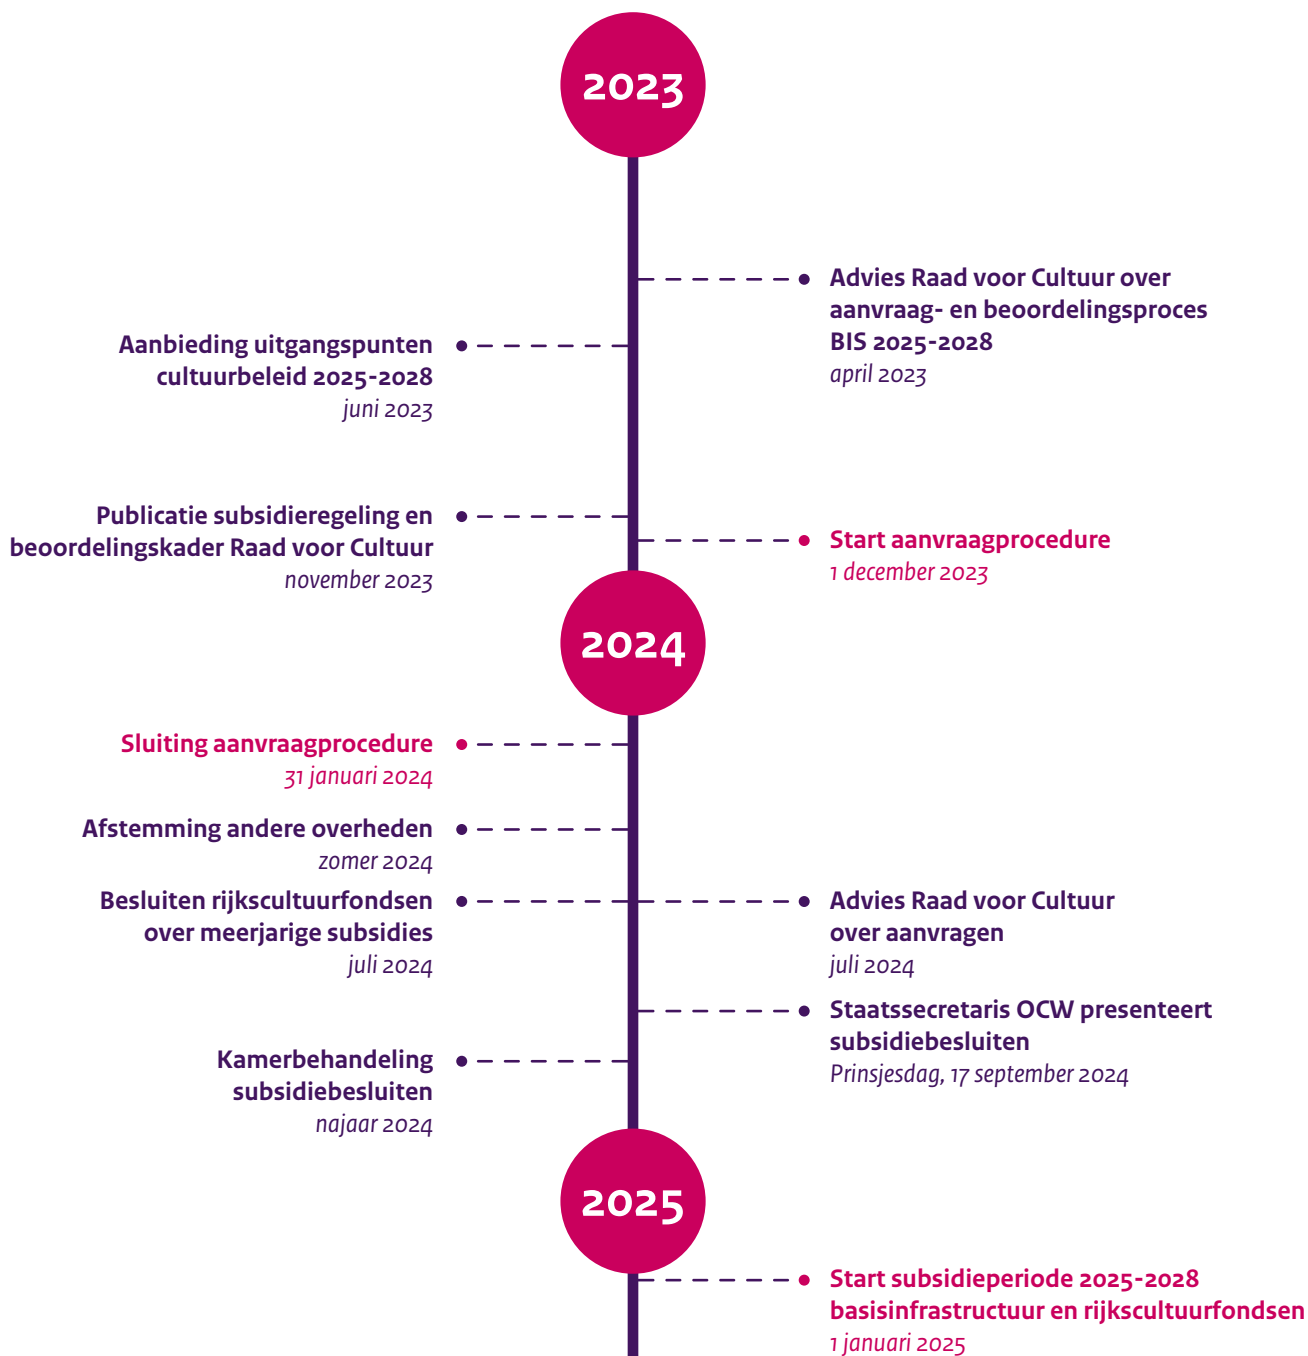 2023
Advies Raad voor Cultuur over
aanvraag- en beoordelingsproces
BIS 2025-2028
april 2023
Aanbieding uitgangspunten
cultuurbeleid 2025-2028
juni 2023
Publicatie subsidieregeling en
beoordelingskader Raad voor Cultuur
november 2023
Start aanvraagprocedure
1 december 2023
2024
Sluiting aanvraagprocedure
31 januari 2024
Afstemming andere overheden
zomer 2024
Besluiten rijkscultuurfondsen
over meerjarige subsidies
juli 2024
Advies Raad voor Cultuur
over aanvragen
juli 2024
Staatssecretaris OCW presenteert
subsidiebesluiten
Prinsjesdag, 17 september 2024
Kamerbehandeling
subsidiebesluiten
najaar 2024
2025
Start subsidieperiode 2025-2028
basisinfrastructuur en rijkscultuurfondsen
1 januari 2025